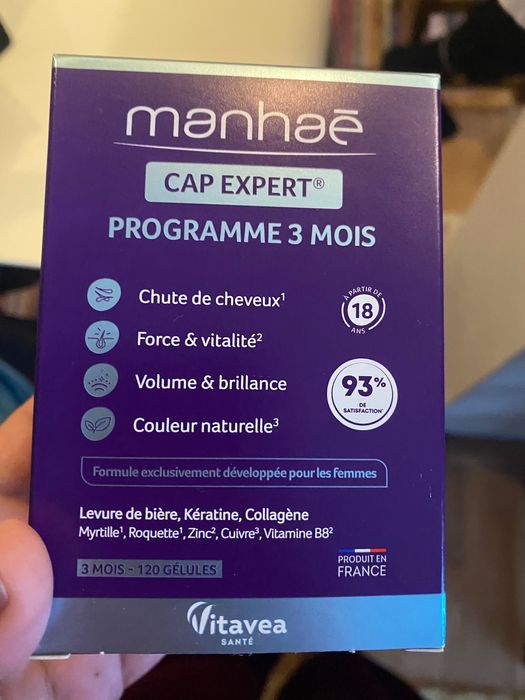 manhaē
CAP EXPERT®
PROGRAMME 3 MOIS
Chute de cheveux¹
Force & vitalité²
Volume & brillance
Couleur naturelle³
À PARTIR DE
18
ANS
93%
DE
SATISFACTION*
Formule exclusivement développée pour les femmes
Levure de bière, Kératine, Collagène
Myrtille¹, Roquette¹, Zinc², Cuivre³, Vitamine B8²
3 MOIS - 120 GÉLULES
PRODUIT EN
FRANCE
Vitavea
SANTÉ